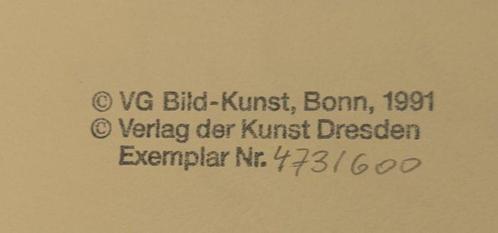 © VG Bild-Kunst, Bonn, 1991
© Verlag der Kunst Dresden
Exemplar Nr. 473/600